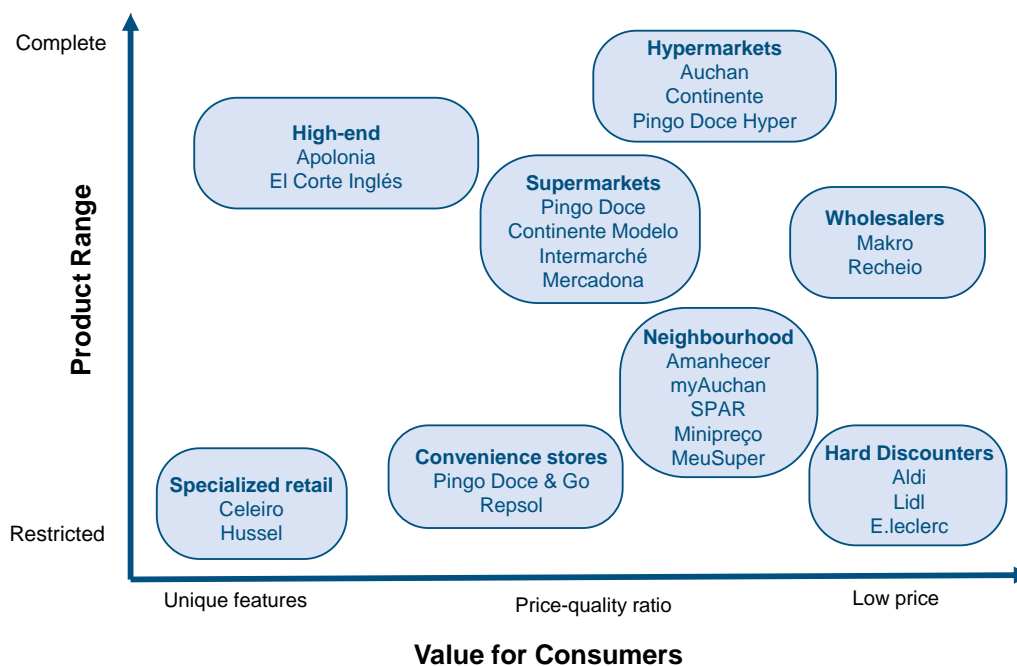 Complete
Hypermarkets
Auchan
Continente
Pingo Doce Hyper
High-end
Apolonia
El Corte Inglés
Supermarkets
Pingo Doce
Continente Modelo
Intermarché
Mercadona
Wholesalers
Makro
Recheio
Product Range
Neighbourhood
Amanhecer
myAuchan
SPAR
Minipreço
MeuSuper
Convenience stores
Pingo Doce & Go
Repsol
Hard Discounters
Aldi
Lidl
E.leclerc
Specialized retail
Celeiro
Hussel
Restricted
Unique features
Price-quality ratio
Low price
Value for Consumers